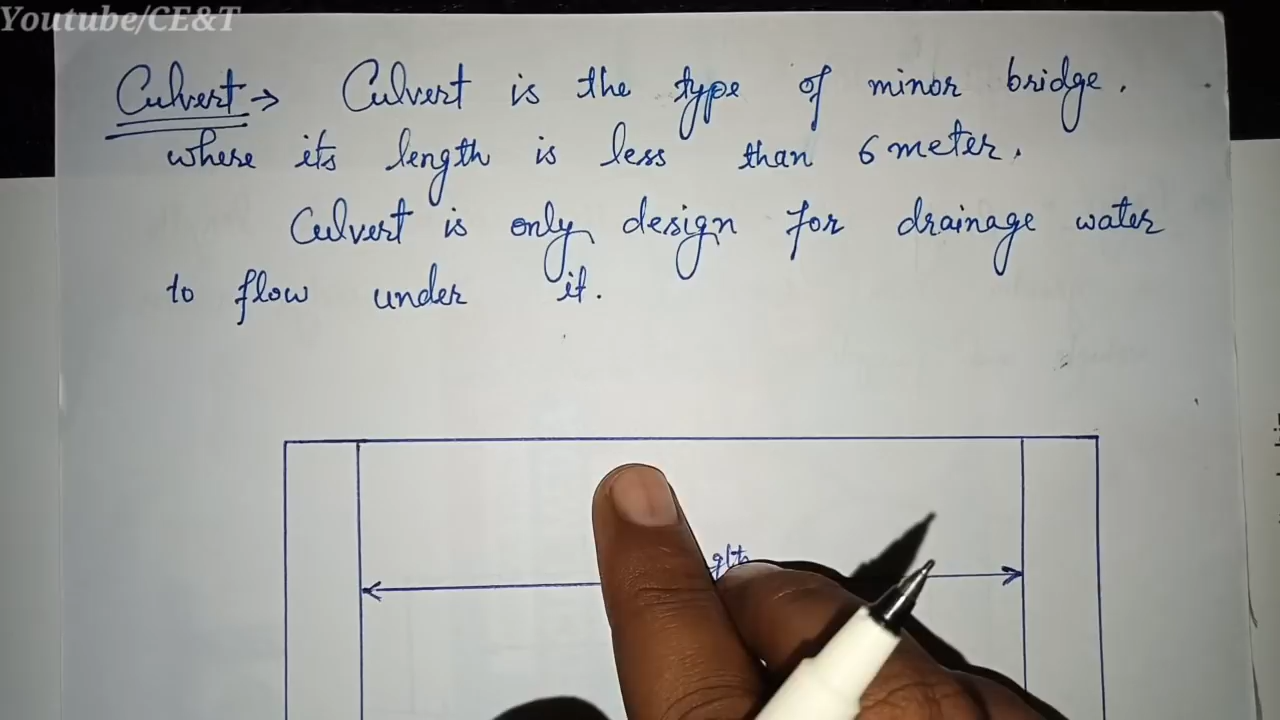 Youtube/CE&T
Culvert → Culvert is the type of minor bridge.
where its length is less than 6 meter.
Culvert is only design for drainage water
to flow under it.